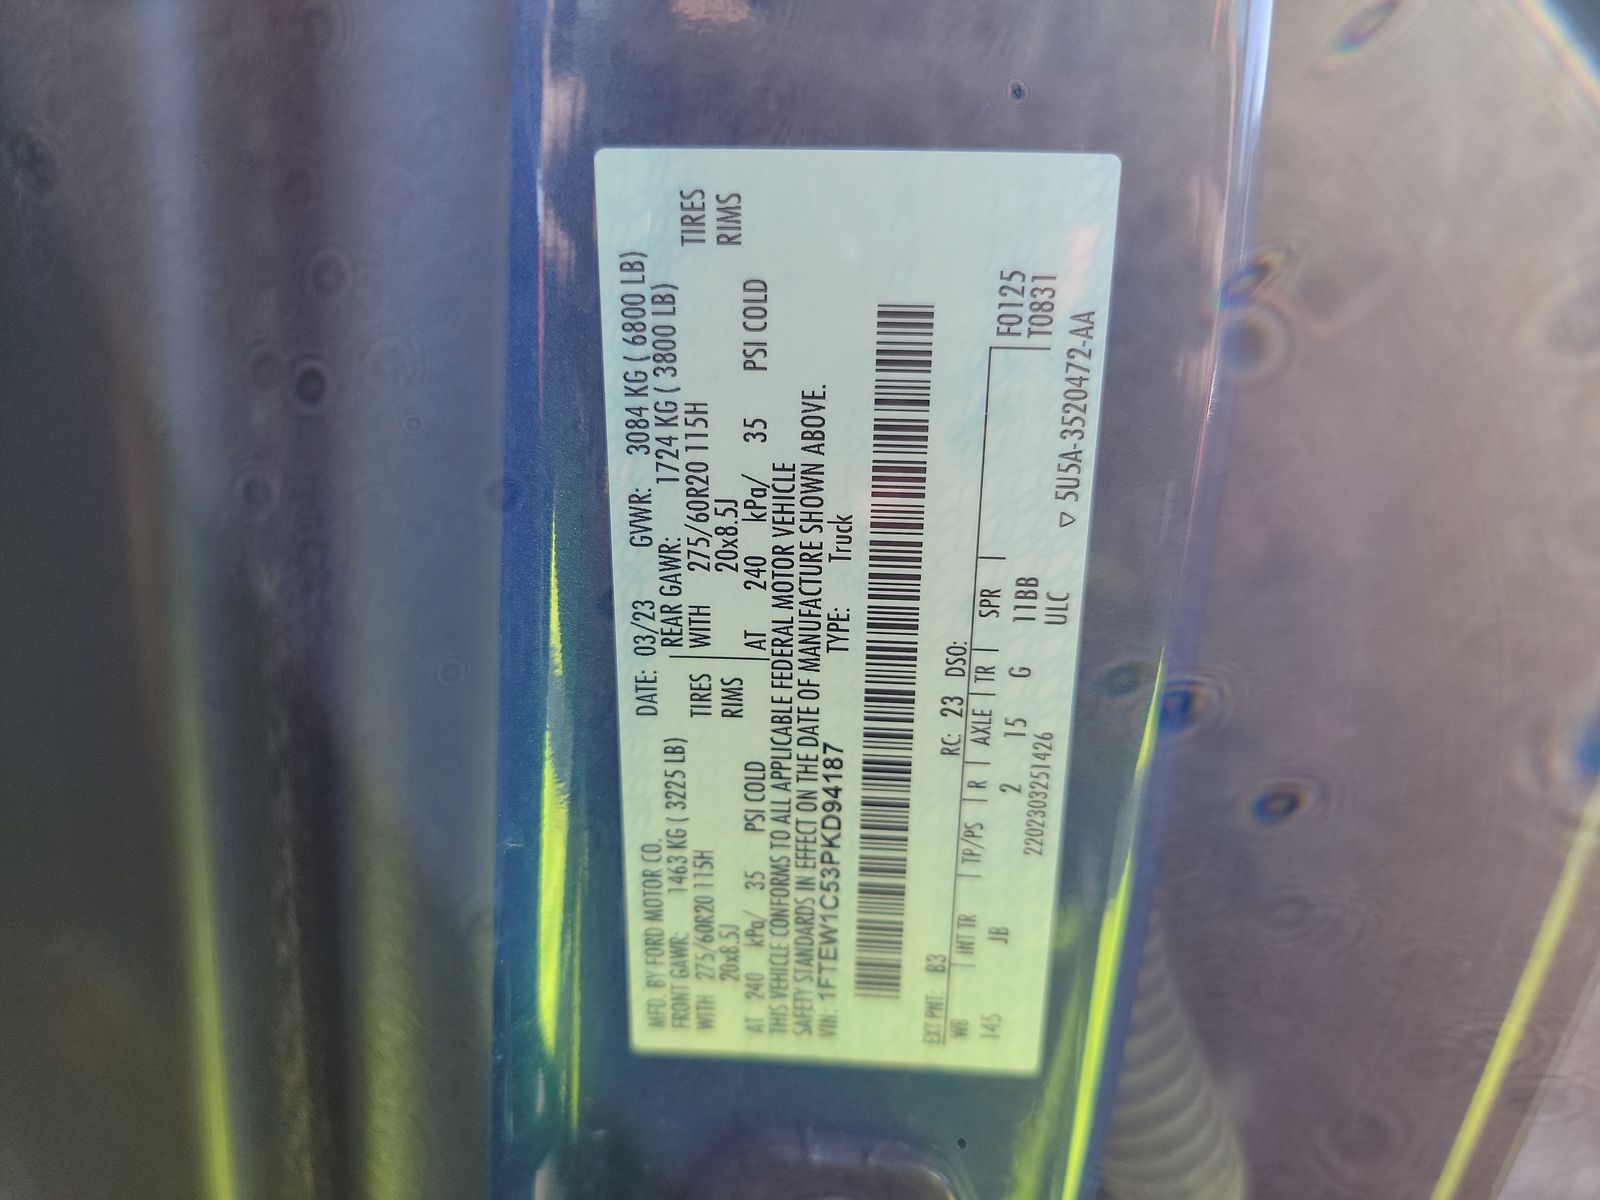 MFD. BY FORD MOTOR CO. DATE: 03/23 GVWR: 3084 KG ( 6800 LB)
FRONT GAWR: 1463 KG ( 3225 LB) REAR GAWR: 1724 KG ( 3800 LB)
WITH 275/60R20 115H TIRES WITH 275/60R20 115H TIRES
20x8.5J RIMS 20x8.5J RIMS
AT 240 kPa/ 35 PSI COLD AT 240 kPa/ 35 PSI COLD
THIS VEHICLE CONFORMS TO ALL APPLICABLE FEDERAL MOTOR VEHICLE
SAFETY STANDARDS IN EFFECT ON THE DATE OF MANUFACTURE SHOWN ABOVE.
VIN: 1FTEW1C53PKD94187 TYPE: Truck
EXT PNT: B3 RC: 23 DSO:
WB INT TR TP/PS R AXLE TR SPR F0125
145 JB 2 15 G 11BB T0831
2202303251426 ULC ▽ 5U5A-3520472-AA